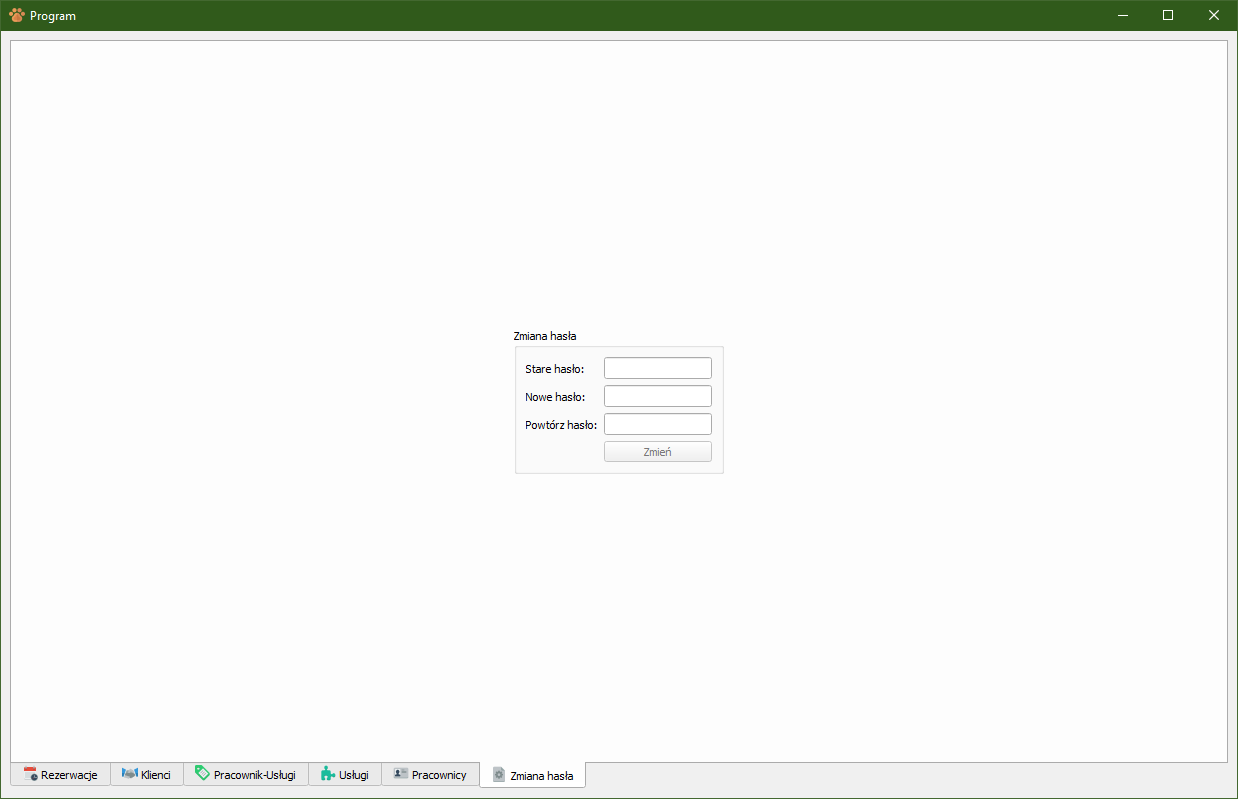 Program
Zmiana hasła
Stare hasło:
Nowe hasło:
Powtórz hasło:
Zmień
Rezerwacje
Klienci
Pracownik-Usługi
Usługi
Pracownicy
Zmiana hasła